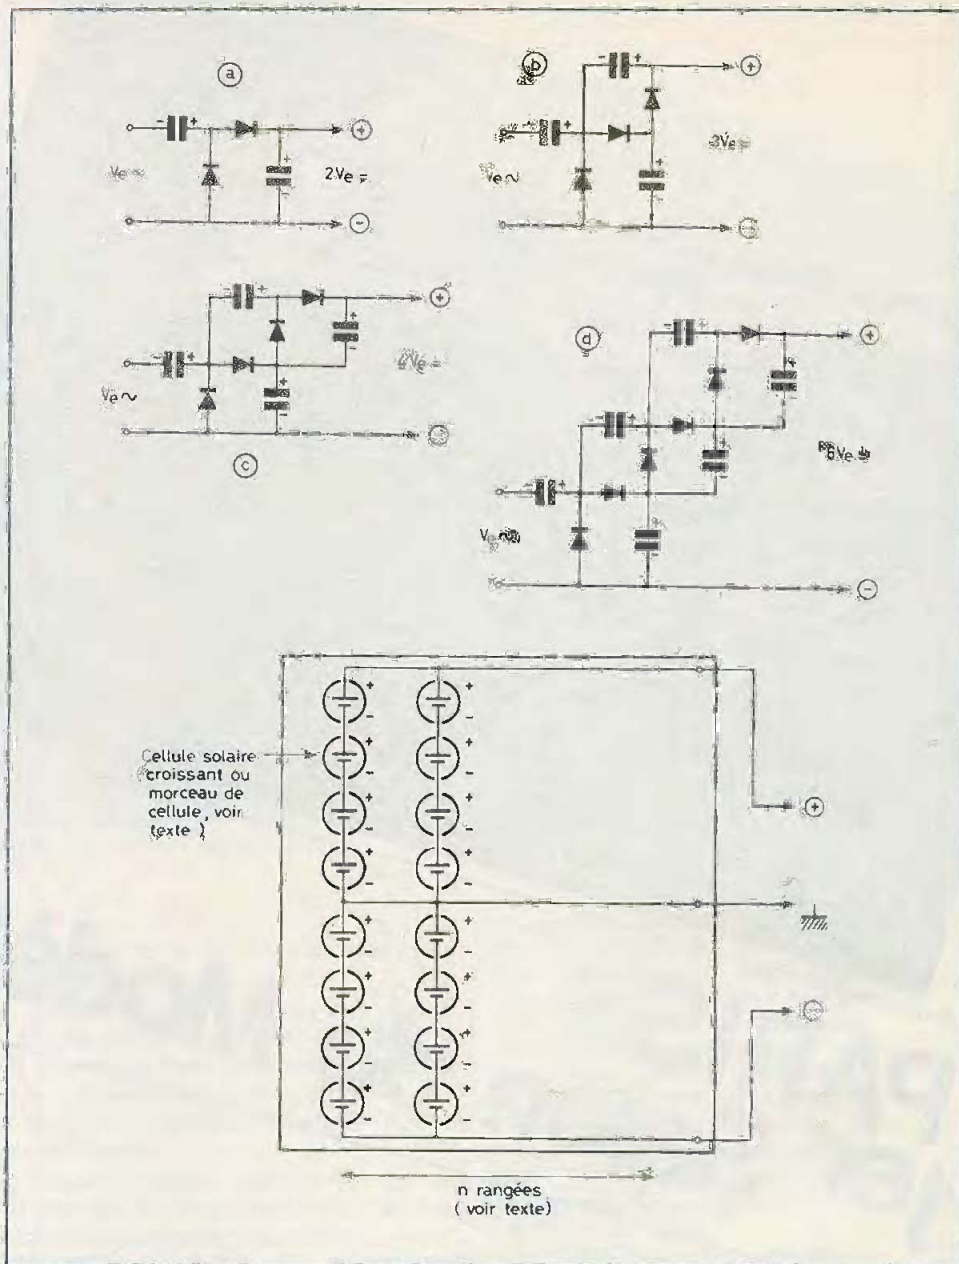 a
- +
+
Ve ~
+
-
2Ve =
-
b
- +
+
- +
3Ve =
Ve ~
+
-
-
- +
+
+
-
- +
4Ve =
Ve ~
+
-
-
c
d
- +
+
+
-
- +
+
-
6Ve =
- +
Ve ~
+
-
-
+ +
- -
Cellule solaire
croissant ou
morceau de
cellule, voir
texte )
+ +
- -
+ +
- -
+
+ +
- -
+ +
- -
+ +
- -
-
+ +
- -
+ +
- -
n rangées
( voir texte)